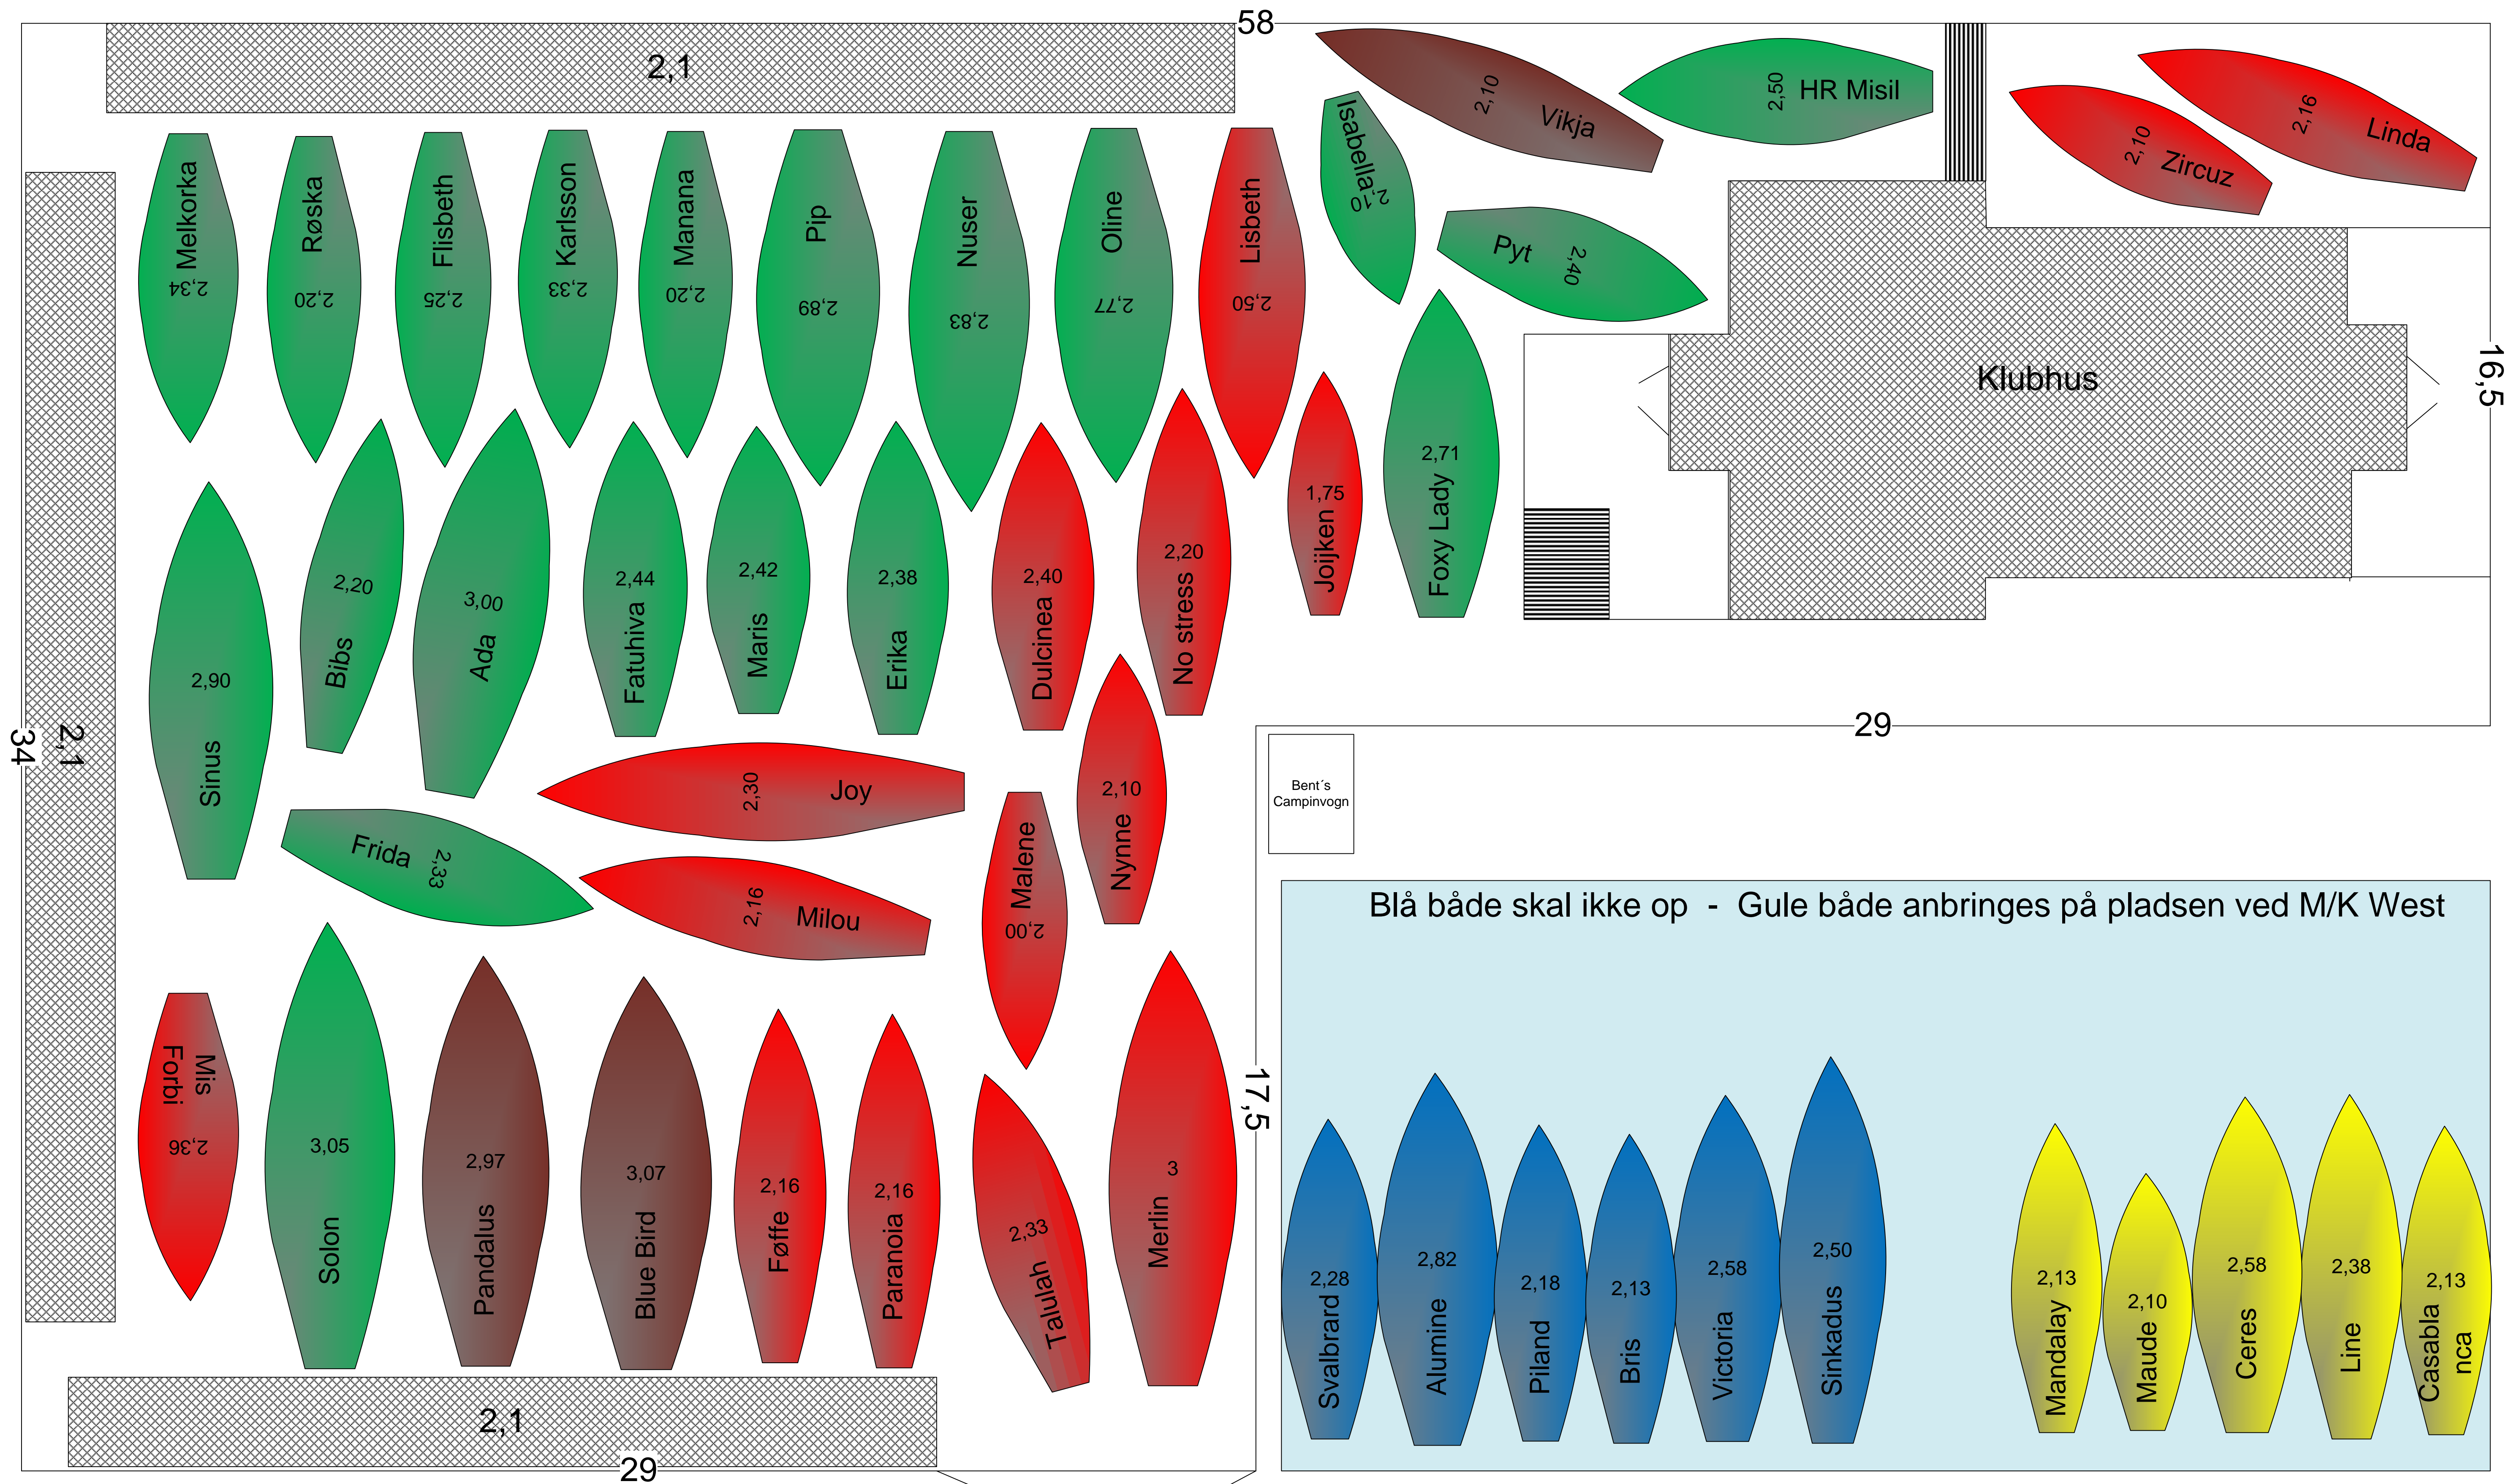 58
2,1
Vikja
2,10
HR Misil
2,50
Linda
2,16
Zircuz
2,10
Isabella
2,10
Pyt
2,40
Melkorka
2,34
Røska
2,20
Flisbeth
2,25
Karlsson
2,33
Manana
2,20
Pip
2,89
Nuser
2,83
Oline
2,77
Lisbeth
2,50
Klubhus
16,5
Joijken
1,75
Foxy Lady
2,71
Sinus
2,90
Bibs
2,20
Ada
3,00
Fatuhiva
2,44
Maris
2,42
Erika
2,38
Dulcinea
2,40
No stress
2,20
34
2,1
29
Joy
2,30
Nynne
2,10
Malene
2,00
Frida
2,33
Milou
2,16
Bent´s
Campinvogn
Blå både skal ikke op - Gule både anbringes på pladsen ved M/K West
Mis
Forbi
2,36
Solon
3,05
Pandalus
2,97
Blue Bird
3,07
Føffe
2,16
Paranoia
2,16
Talulah
2,33
Merlin
3
17,5
Svalbrard
2,28
Alumine
2,82
Piland
2,18
Bris
2,13
Victoria
2,58
Sinkadus
2,50
Mandalay
2,13
Maude
2,10
Ceres
2,58
Line
2,38
Casabla
nca
2,13
2,1
29